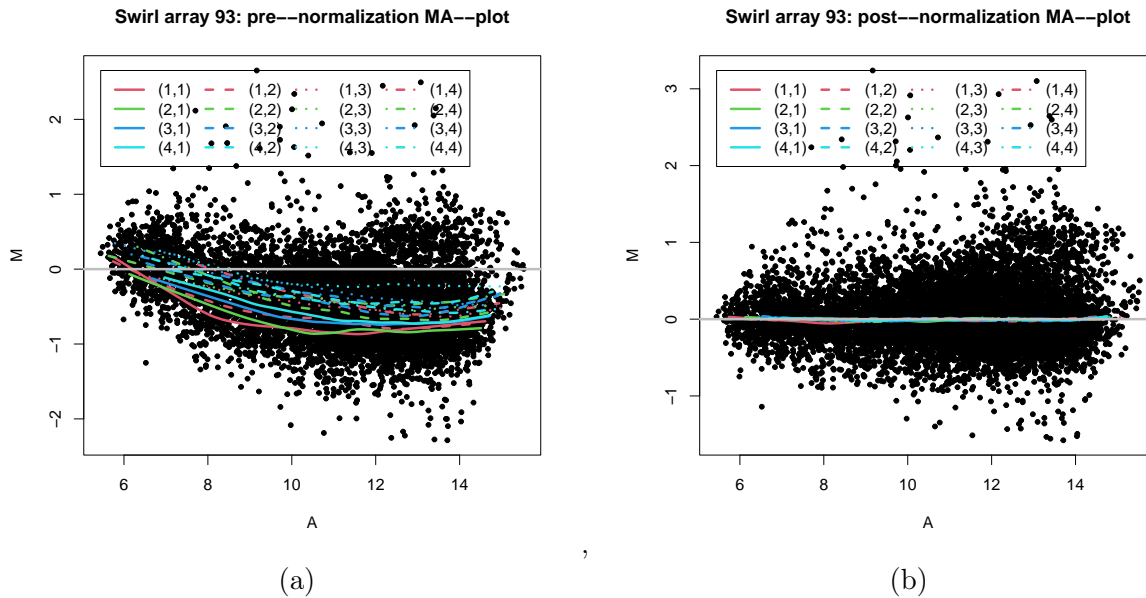 Swirl array 93: pre−−normalization MA−−plot
(1,1) (1,2) (1,3) (1,4)
(2,1) (2,2) (2,3) (2,4)
(3,1) (3,2) (3,3) (3,4)
(4,1) (4,2) (4,3) (4,4)
M
2
1
0
−1
−2
6 8 10 12 14
A
,
(a)
Swirl array 93: post−−normalization MA−−plot
(1,1) (1,2) (1,3) (1,4)
(2,1) (2,2) (2,3) (2,4)
(3,1) (3,2) (3,3) (3,4)
(4,1) (4,2) (4,3) (4,4)
M
3
2
1
0
−1
6 8 10 12 14
A
(b)